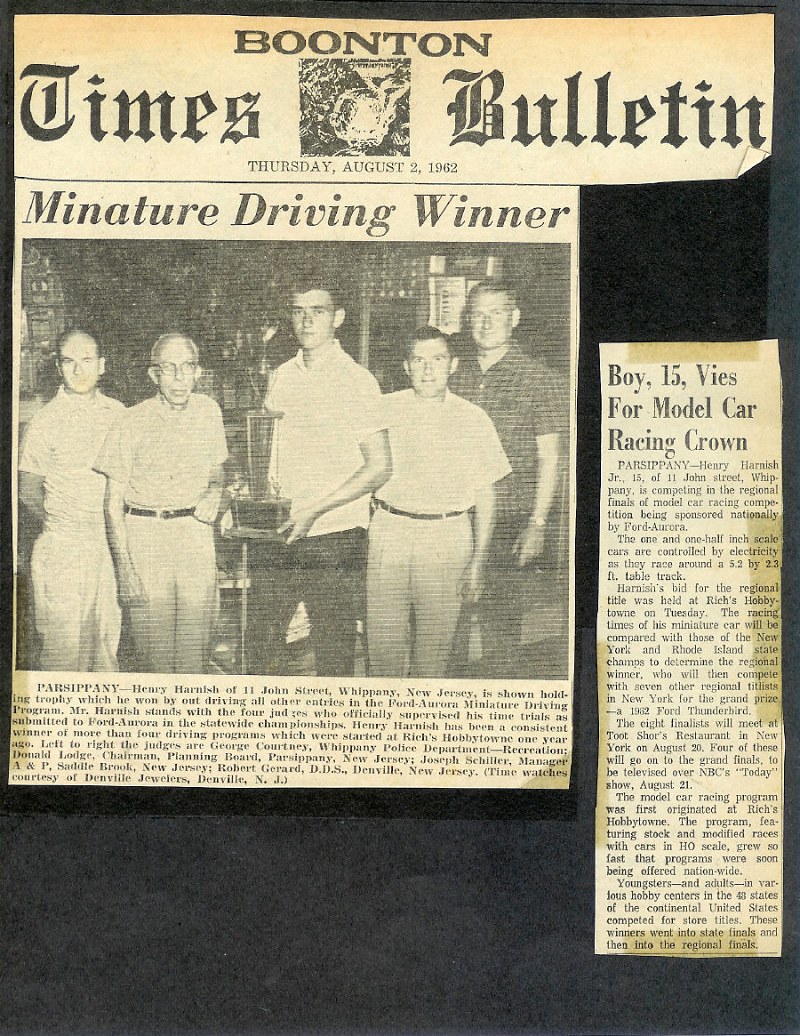 BOONTON
Times Bulletin
THURSDAY, AUGUST 2, 1962
Minature Driving Winner
PARSIPPANY—Henry Harnish of 11 John Street, Whippany, New Jersey, is shown hold-
ing trophy which he won by out driving all other entries in the Ford-Aurora Miniature Driving
Program. Mr. Harnish stands with the four judges who officially supervised his time trials as
submitted to Ford-Aurora in the statewide championships. Henry Harnish has been a consistent
winner of more than four driving programs which were started at Rich's Hobbytowne one year
ago. Left to right the judges are George Courtney, Whippany Police Department—Recreation;
Donald Lodge, Chairman, Planning Board, Parsippany, New Jersey; Joseph Schiller, Manager
A & P, Saddle Brook, New Jersey; Robert Gerard, D.D.S., Denville, New Jersey. (Time watches
courtesy of Denville Jewelers, Denville, N. J.)
Boy, 15, Vies
For Model Car
Racing Crown
PARSIPPANY—Henry Harnish
Jr., 15, of 11 John street, Whip-
pany, is competing in the regional
finals of model car racing compe-
tition being sponsored nationally
by Ford-Aurora.
The one and one-half inch scale
cars are controlled by electricity
as they race around a 5.2 by 2.3
ft. table track.
Harnish's bid for the regional
title was held at Rich's Hobby-
towne on Tuesday. The racing
times of his miniature car will be
compared with those of the New
York and Rhode Island state
champs to determine the regional
winner, who will then compete
with seven other regional titlists
in New York for the grand prize
—a 1962 Ford Thunderbird.
The eight finalists will meet at
Toot Shor's Restaurant in New
York on August 20. Four of these
will go on to the grand finals, to
be televised over NBC's "Today"
show, August 21.
The model car racing program
was first originated at Rich's
Hobbytowne. The program, fea-
turing stock and modified races
with cars in HO scale, grew so
fast that programs were soon
being offered nation-wide.
Youngsters—and adults—in var-
ious hobby centers in the 48 states
of the continental United States
competed for store titles. These
winners went into state finals and
then into the regional finals.